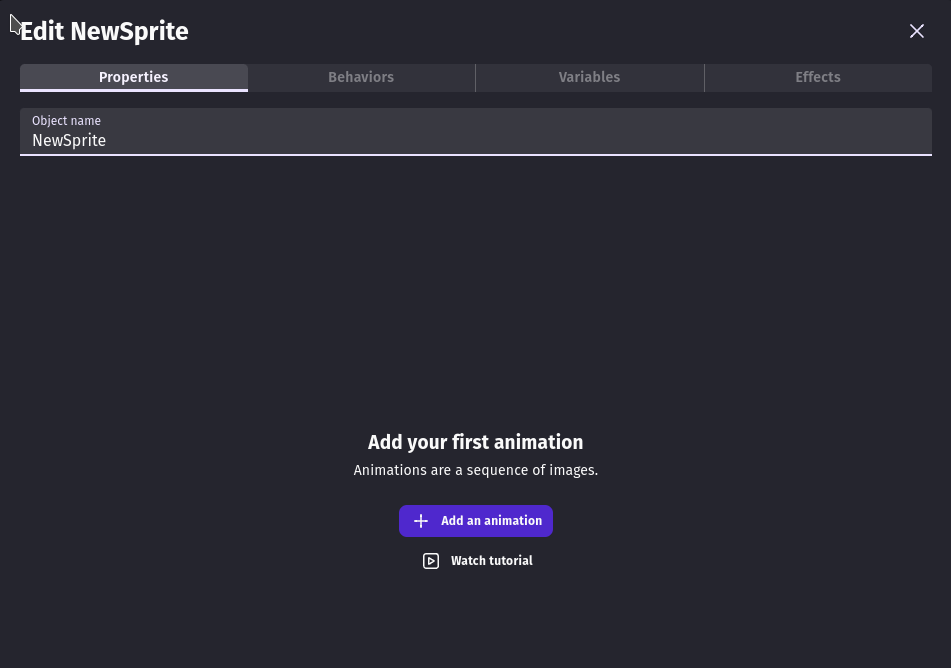 Edit NewSprite
Properties
Behaviors
Variables
Effects
Object name
NewSprite
Add your first animation
Animations are a sequence of images.
Add an animation
Watch tutorial